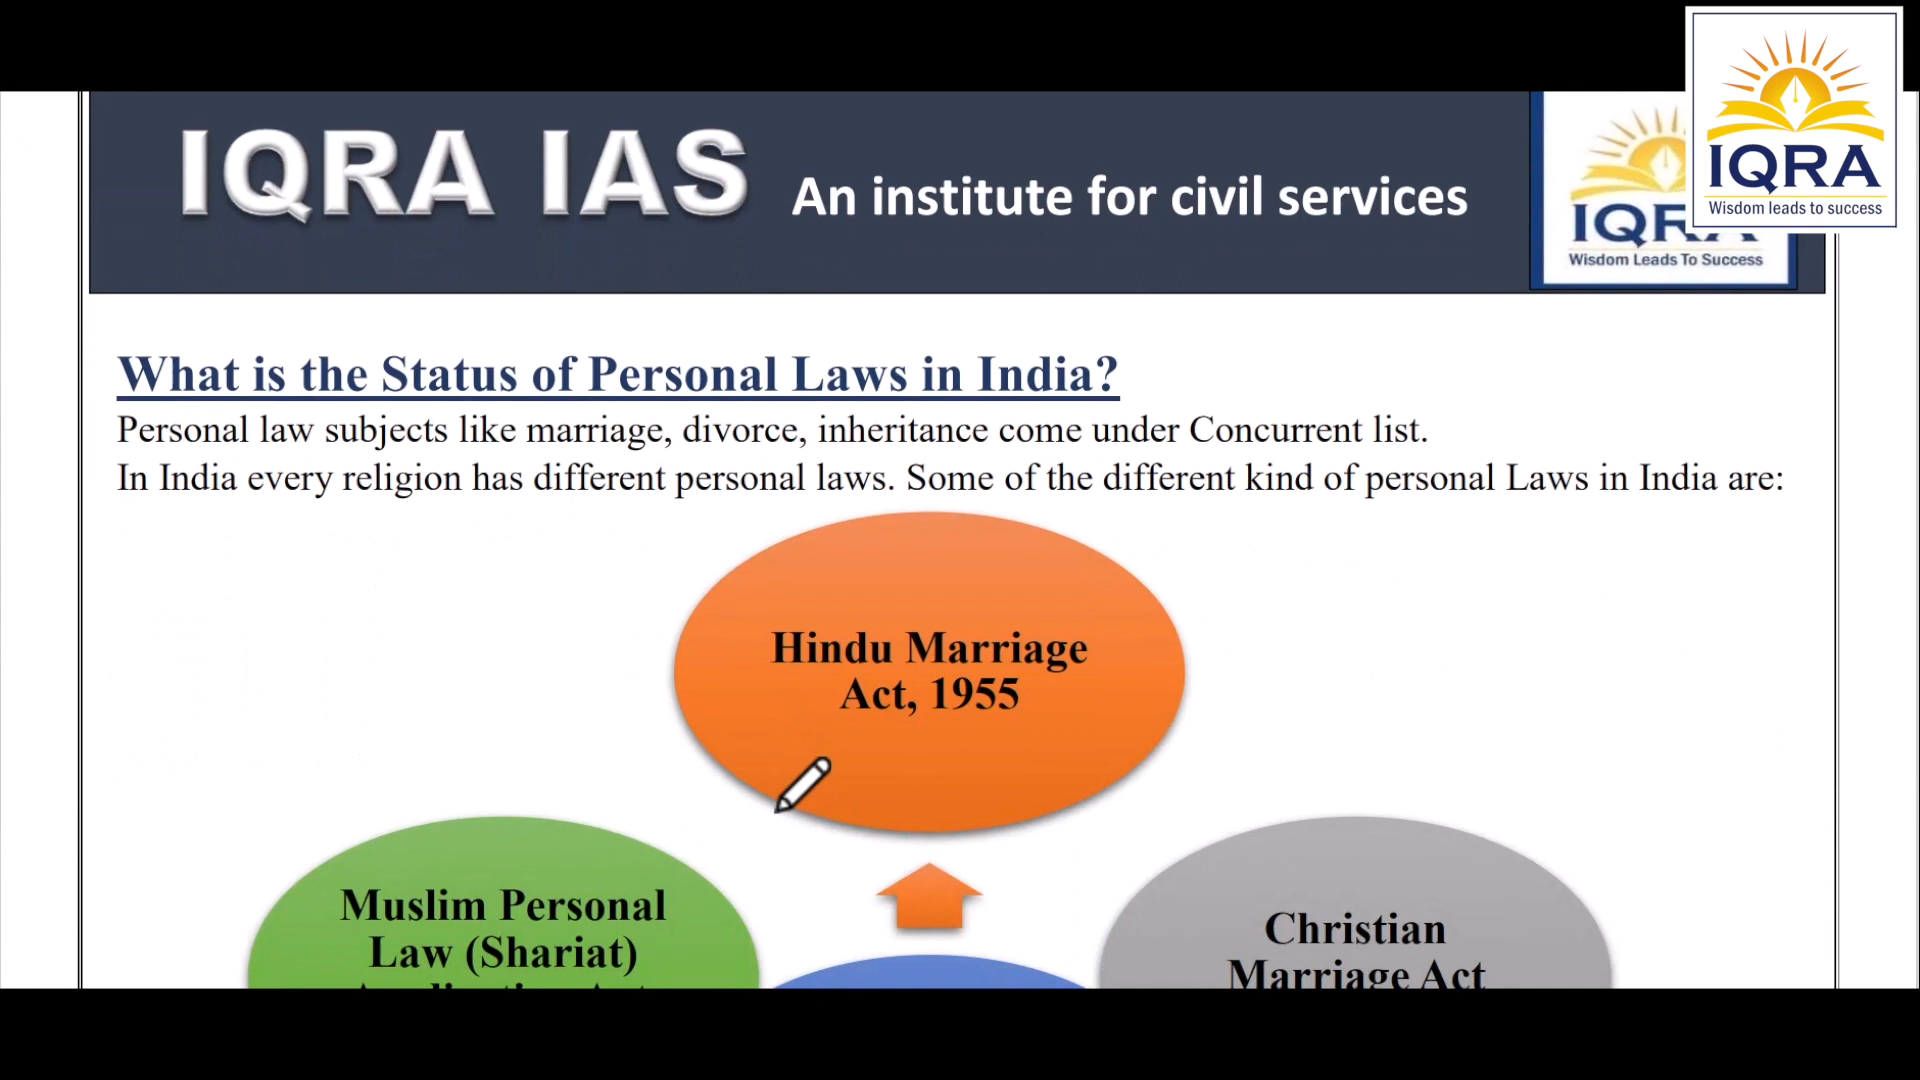 IQRA IAS An institute for civil services
IQRA
Wisdom leads to success
Wisdom Leads To Success
What is the Status of Personal Laws in India?
Personal law subjects like marriage, divorce, inheritance come under Concurrent list.
In India every religion has different personal laws. Some of the different kind of personal Laws in India are:
Hindu Marriage
Act, 1955
Muslim Personal
Law (Shariat)
Christian
Marriage Act